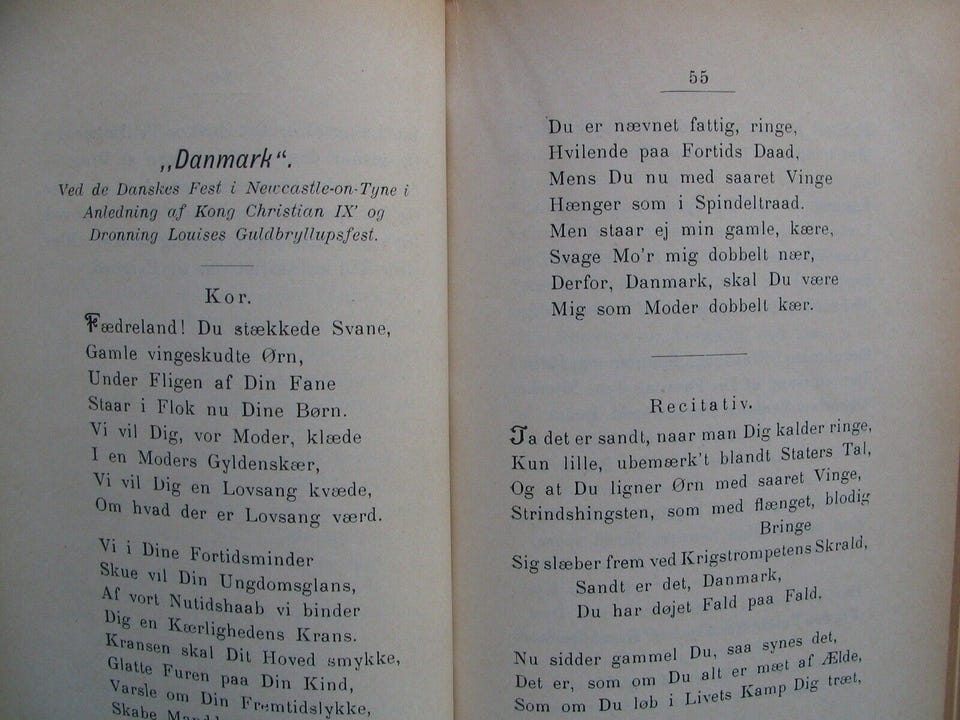 „Danmark“.
Ved de Danskes Fest i Newcastle-on-Tyne i
Anledning af Kong Christian IX' og
Dronning Louises Guldbryllupsfest.
Kor.
Fædreland! Du stækkede Svane,
Gamle vingeskudte Ørn,
Under Fligen af Din Fane
Staar i Flok nu Dine Børn.
Vi vil Dig, vor Moder, klæde
I en Moders Gyldenskær,
Vi vil Dig en Lovsang kvæde,
Om hvad der er Lovsang værd.
Vi i Dine Fortidsminder
Skue vil Din Ungdomsglans,
Af vort Nutidshaab vi binder
Dig en Kærlighedens Krans.
Kransen skal Dit Hoved smykke,
Glatte Furen paa Din Kind,
Varsle om Din Fremtidslykke,
Skabe
55
Du er nævnet fattig, ringe,
Hvilende paa Fortids Daad,
Mens Du nu med saaret Vinge
Hænger som i Spindeltraad.
Men staar ej min gamle, kære,
Svage Mo'r mig dobbelt nær,
Derfor, Danmark, skal Du være
Mig som Moder dobbelt kær.
Recitativ.
Ja det er sandt, naar man Dig kalder ringe,
Kun lille, ubemærk't blandt Staters Tal,
Og at Du ligner Ørn med saaret Vinge,
Strindshingsten, som med flænget, blodig
Bringe
Sig slæber frem ved Krigstrompetens Skrald,
Sandt er det, Danmark,
Du har døjet Fald paa Fald.
Nu sidder gammel Du, saa synes det,
Det er, som om Du alt er mæt af Ælde,
Som om Du løb i Livets Kamp Dig træt,